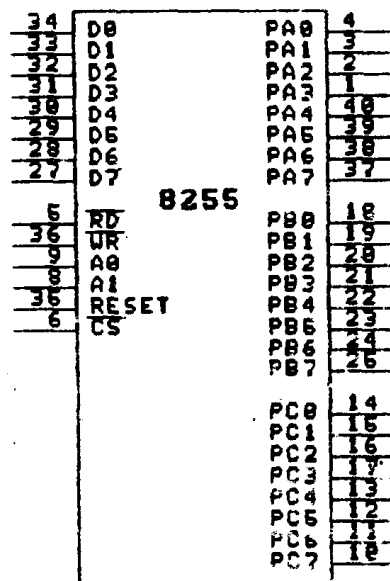 34 D0 PA0 4
33 D1 PA1 3
32 D2 PA2 2
31 D3 PA3 1
30 D4 PA4 40
29 D5 PA5 39
28 D6 PA6 38
27 D7 PA7 37
8255
5 RD PB0 18
36 WR PB1 19
9 A0 PB2 20
8 A1 PB3 21
35 RESET PB4 22
6 CS PB5 23
PB6 24
PB7 25
PC0 14
PC1 15
PC2 16
PC3 17
PC4 13
PC5 12
PC6 11
PC7 10